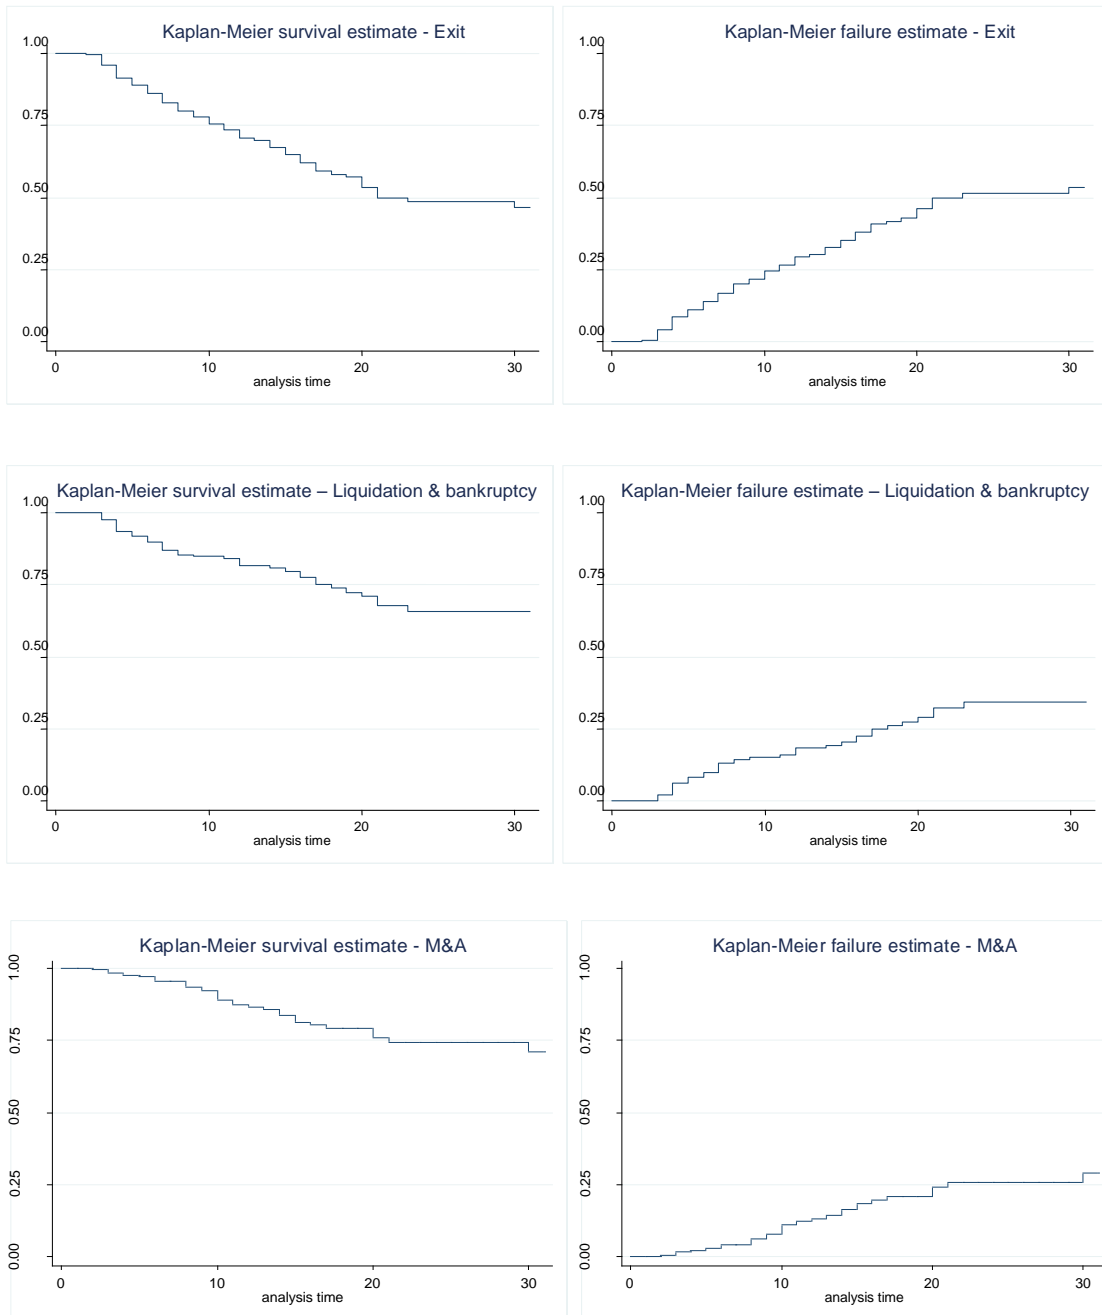 Kaplan-Meier survival estimate - Exit
1.00
0.75
0.50
0.25
0.00
0 10 20 30
analysis time
Kaplan-Meier failure estimate - Exit
1.00
0.75
0.50
0.25
0.00
0 10 20 30
analysis time
Kaplan-Meier survival estimate – Liquidation & bankruptcy
1.00
0.75
0.50
0.25
0.00
0 10 20 30
analysis time
Kaplan-Meier failure estimate – Liquidation & bankruptcy
1.00
0.75
0.50
0.25
0.00
0 10 20 30
analysis time
Kaplan-Meier survival estimate - M&A
1.00
0.75
0.50
0.25
0.00
0 10 20 30
analysis time
Kaplan-Meier failure estimate - M&A
1.00
0.75
0.50
0.25
0.00
0 10 20 30
analysis time